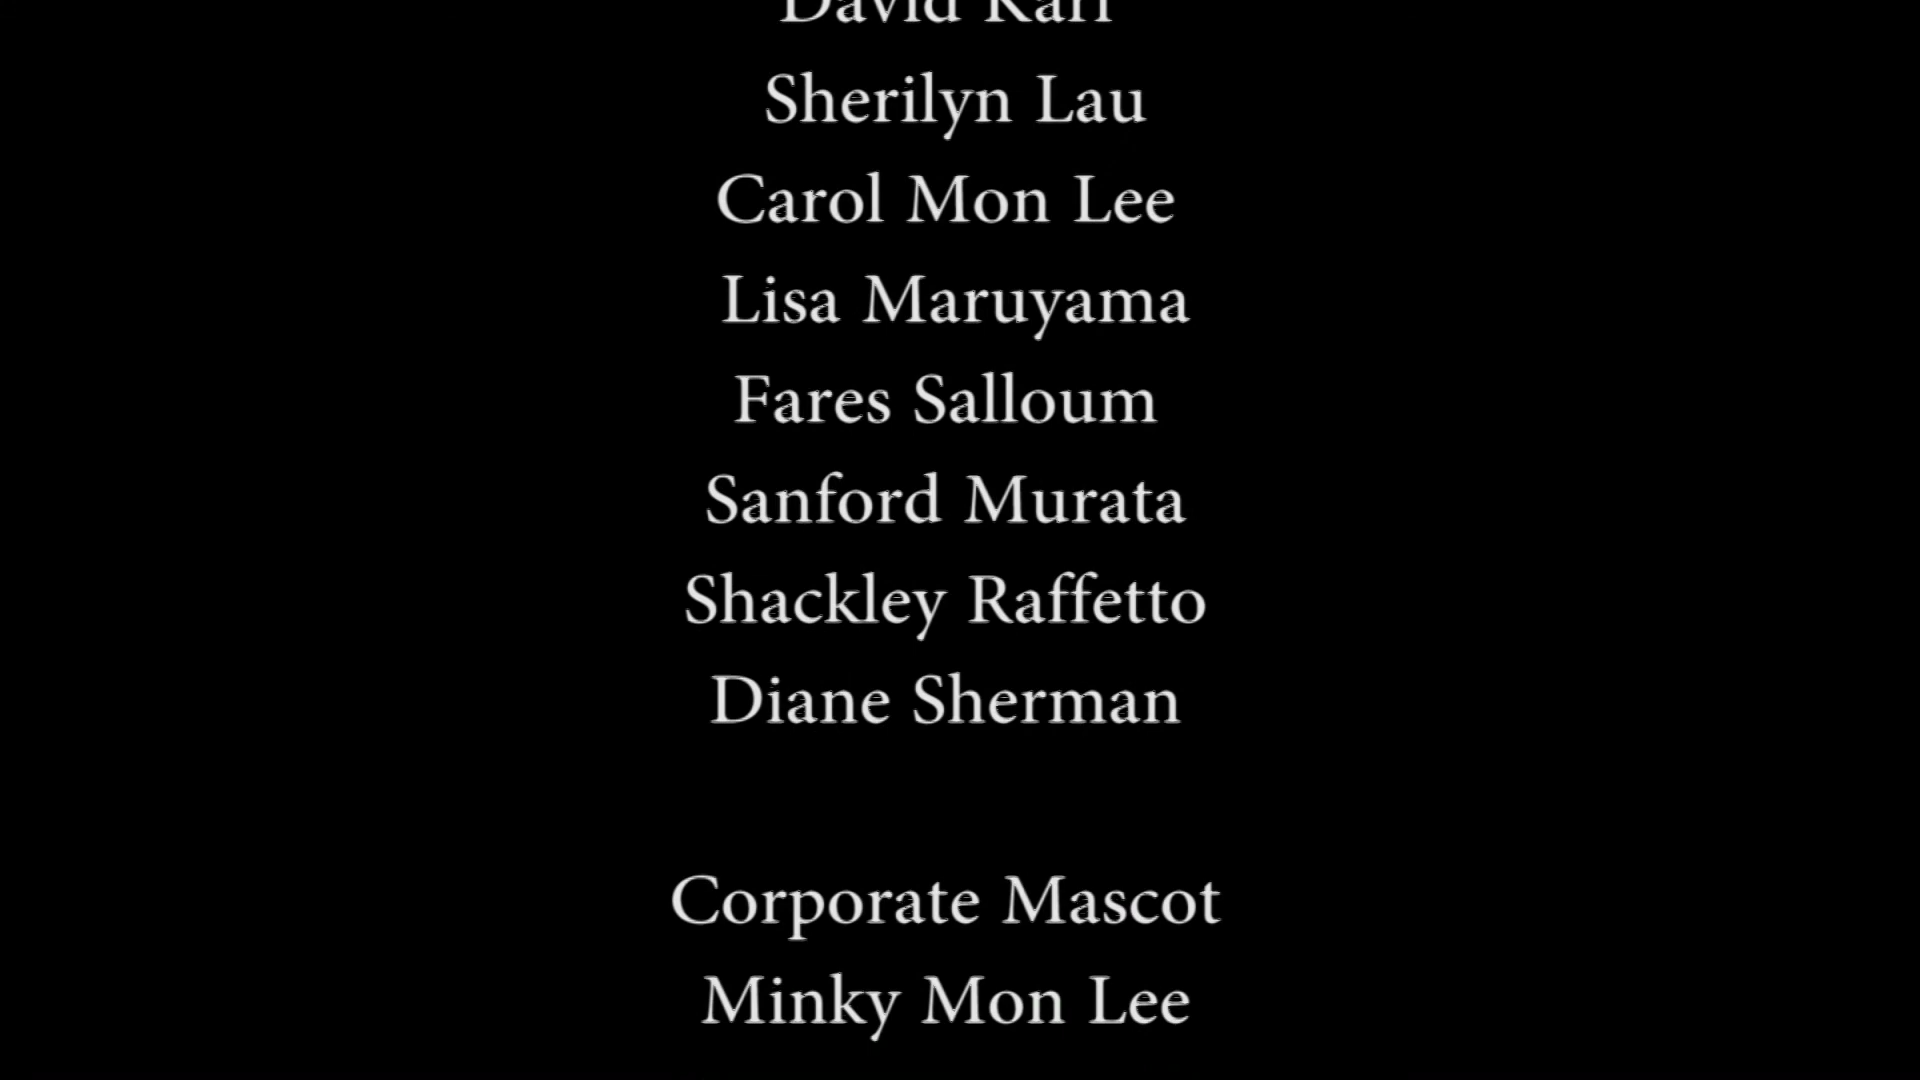 David
Sherilyn Lau
Carol Mon Lee
Lisa Maruyama
Fares Salloum
Sanford Murata
Shackley Raffetto
Diane Sherman
Corporate Mascot
Minky Mon Lee